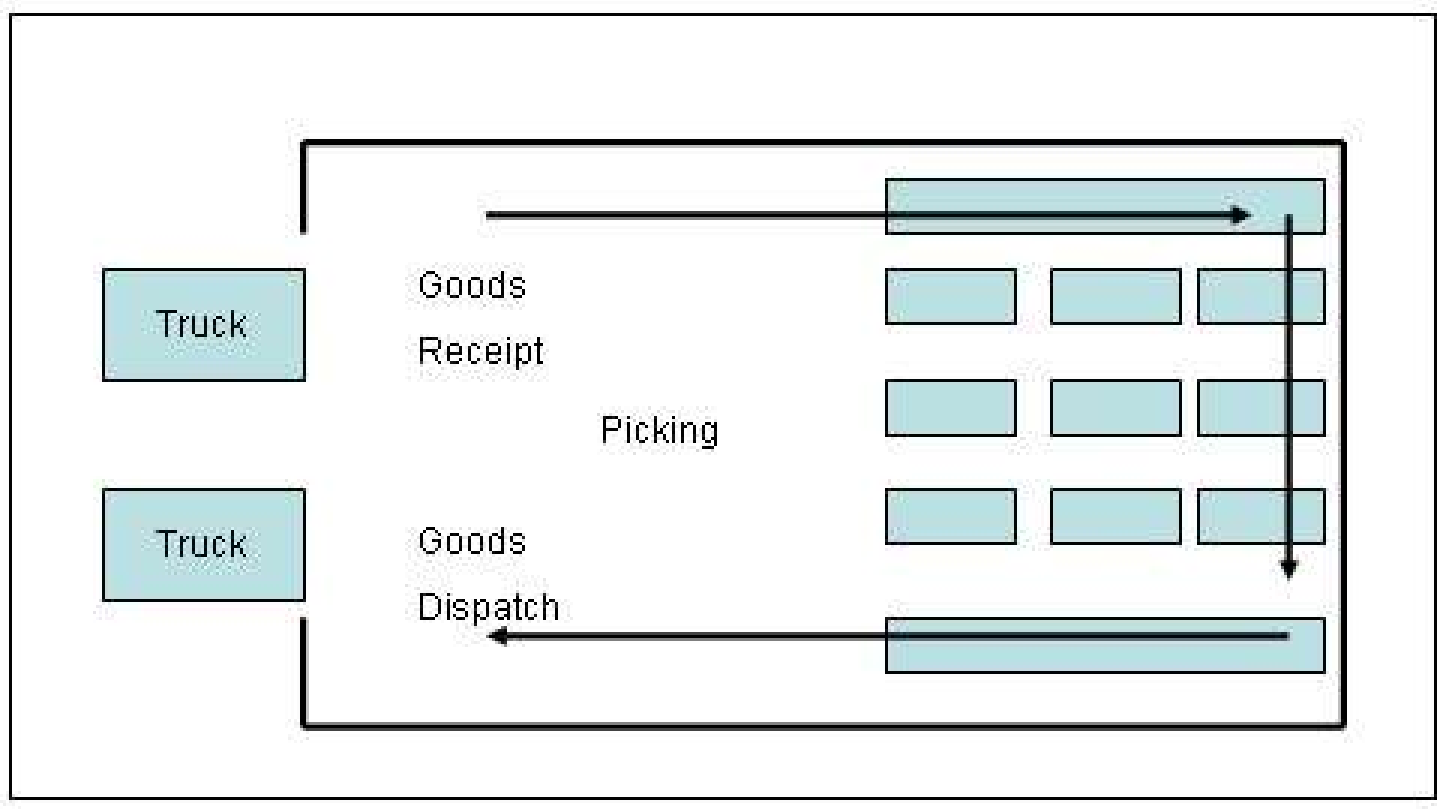 Goods
Truck
Receipt
Picking
Truck
Goods
Dispatch